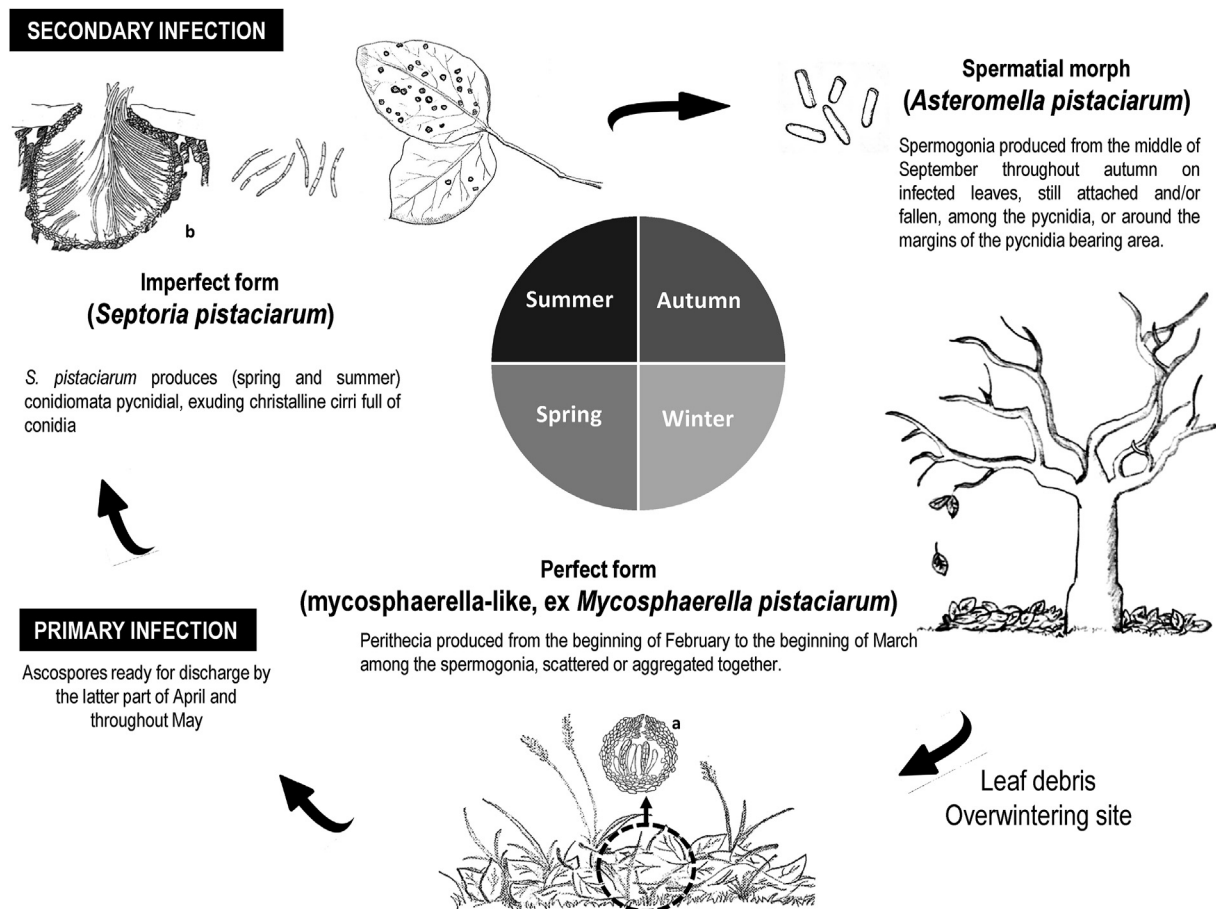 SECONDARY INFECTION
b
Imperfect form
(Septoria pistaciarum)
S. pistaciarum produces (spring and summer)
conidiomata pycnidial, exuding christalline cirri full of
conidia
Spermatial morph
(Asteromella pistaciarum)
Spermogonia produced from the middle of
September throughout autumn on
infected leaves, still attached and/or
fallen, among the pycnidia, or around the
margins of the pycnidia bearing area.
Summer
Autumn
Spring
Winter
Perfect form
(mycosphaerella-like, ex Mycosphaerella pistaciarum)
Perithecia produced from the beginning of February to the beginning of March
among the spermogonia, scattered or aggregated together.
PRIMARY INFECTION
Ascospores ready for discharge by
the latter part of April and
throughout May
a
Leaf debris
Overwintering site